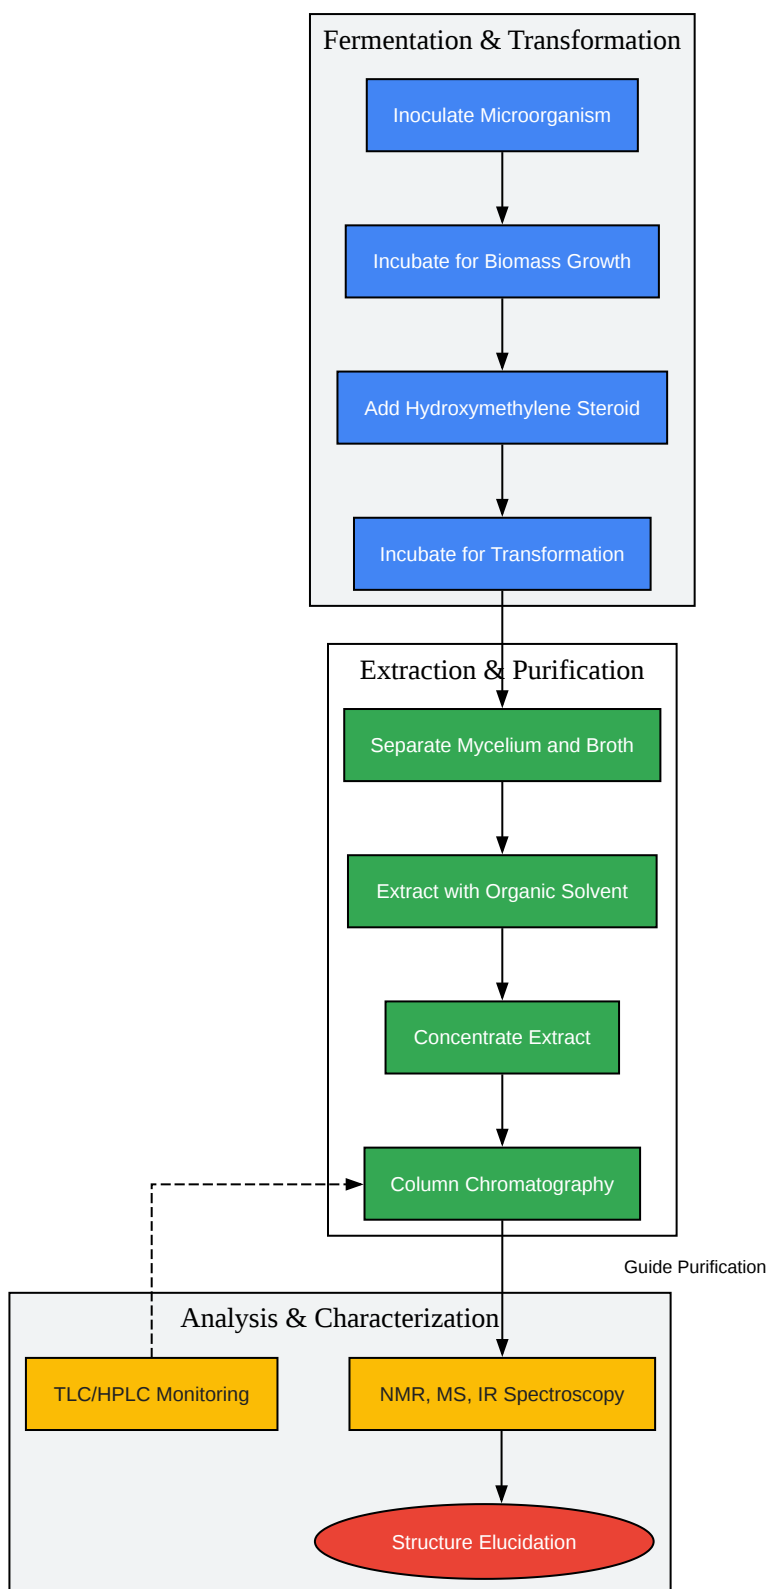 Fermentation & Transformation
Inoculate Microorganism
Incubate for Biomass Growth
Add Hydroxymethylene Steroid
Incubate for Transformation
Extraction & Purification
Separate Mycelium and Broth
Extract with Organic Solvent
Concentrate Extract
Column Chromatography
Guide Purification
Analysis & Characterization
TLC/HPLC Monitoring
NMR, MS, IR Spectroscopy
Structure Elucidation